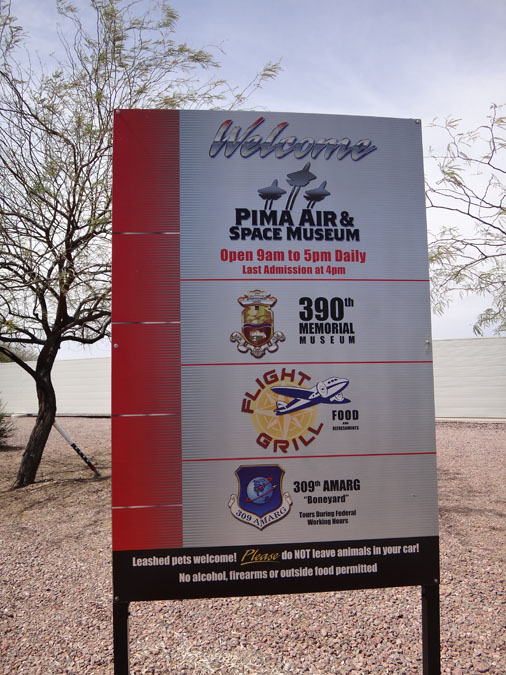 Welcome
PIMA AIR &
SPACE MUSEUM
Open 9am to 5pm Daily
Last Admission at 4pm
390th
MEMORIAL
MUSEUM
FLIGHT
GRILL
FOOD
AND
REFRESHMENTS
309th AMARG
"Boneyard"
Tours During Federal
Working Hours
309 AMARG
Leashed pets welcome! Please do NOT leave animals in your car!
No alcohol, firearms or outside food permitted